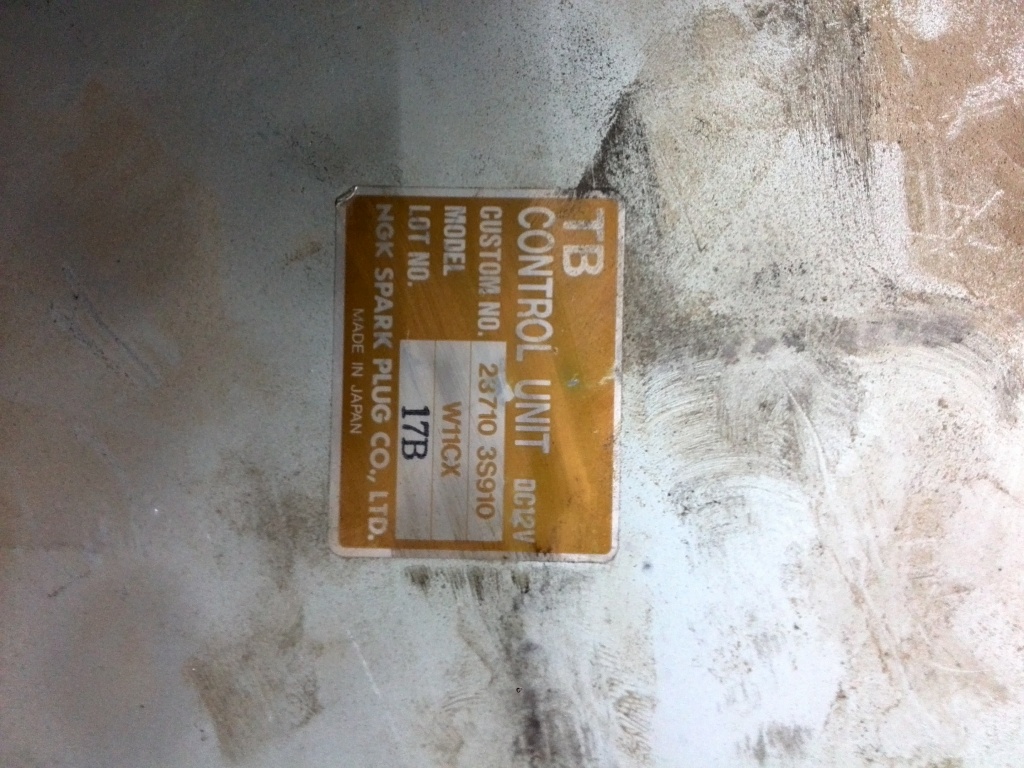 TB
CONTROL UNIT DC12V
CUSTOM NO. 23710 3S910
MODEL W11CX
LOT NO. 17B
NGK SPARK PLUG CO., LTD.
MADE IN JAPAN